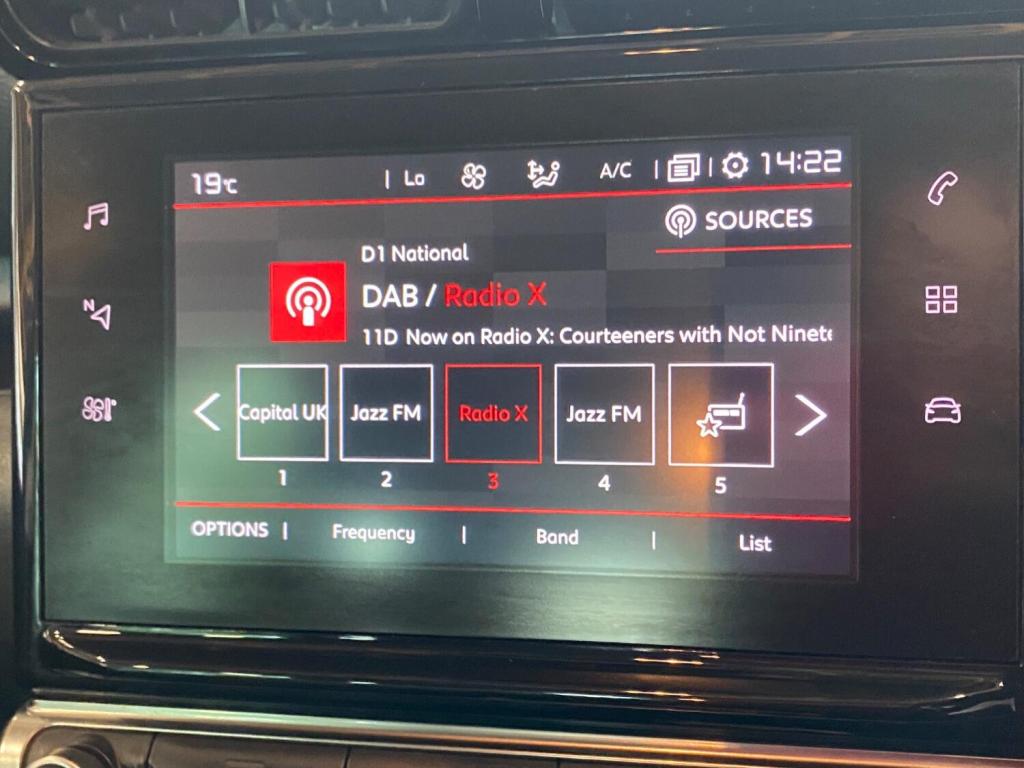 19°C | Lo A/C | | 14:22
SOURCES
D1 National
DAB / Radio X
11D Now on Radio X: Courteeners with Not Ninete
Capital UK Jazz FM Radio X Jazz FM
1 2 3 4 5
OPTIONS | Frequency | Band | List
N